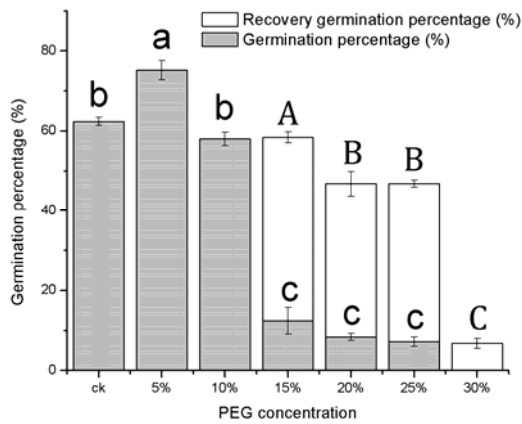 Recovery germination percentage (%)
Germination percentage (%)
Germination percentage (%)
80
60
40
20
0
b
a
b
A
B
B
c
c
c
C
ck
5%
10%
15%
20%
25%
30%
PEG concentration